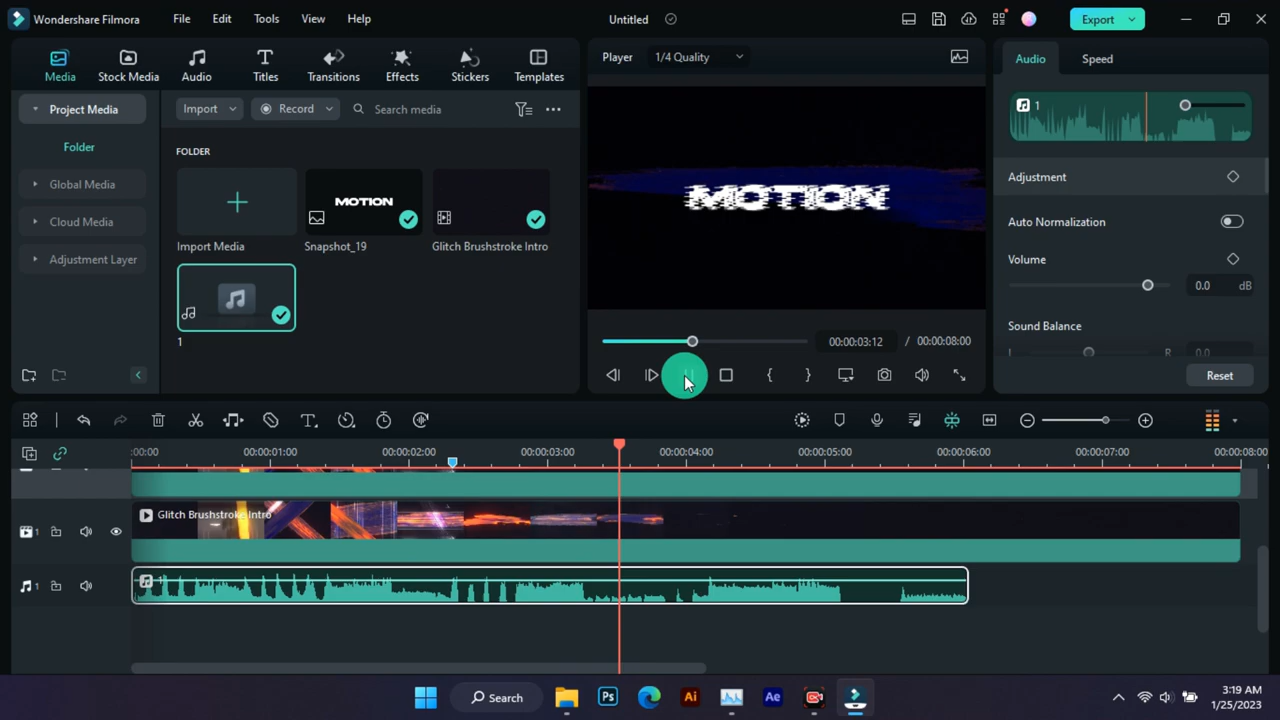 Wondershare Filmora
File
Edit
Tools
View
Help
Untitled
Export
Media
Stock Media
Audio
Titles
Transitions
Effects
Stickers
Templates
Player
1/4 Quality
Audio
Speed
Project Media
Import
Record
Search media
1
Folder
FOLDER
Global Media
Cloud Media
Adjustment Layer
MOTION
Import Media
Snapshot_19
Glitch Brushstroke Intro
1
MOTION
Adjustment
Auto Normalization
Volume
0.0
dB
Sound Balance
L
R
0.0
00:00:03:12 / 00:00:08:00
Reset
:00:00
00:00:01:00
00:00:02:00
00:00:03:00
00:00:04:00
00:00:05:00
00:00:06:00
00:00:07:00
00:00:08:00
Glitch Brushstroke Intro
1
1
1
Search
Ps
Ai
Ae
3:19 AM
1/25/2023